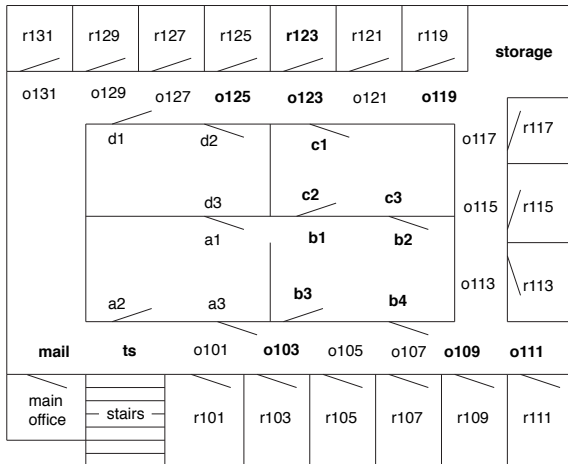 r131 r129 r127 r125 r123 r121 r119
storage
o131 o129 o127 o125 o123 o121 o119
d1 d2 c1 o117 r117
d3 c2 c3 o115 r115
a1 b1 b2
a2 a3 b3 b4 o113 r113
mail ts o101 o103 o105 o107 o109 o111
main
office
stairs r101 r103 r105 r107 r109 r111